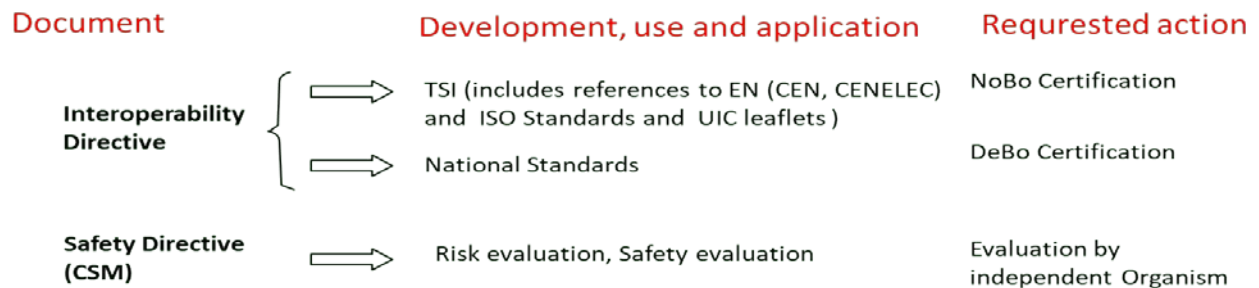 Document
Development, use and application
Requrested action
Interoperability
Directive
TSI (includes references to EN (CEN, CENELEC)
and ISO Standards and UIC leaflets )
NoBo Certification
National Standards
DeBo Certification
Safety Directive
(CSM)
Risk evaluation, Safety evaluation
Evaluation by
independent Organism